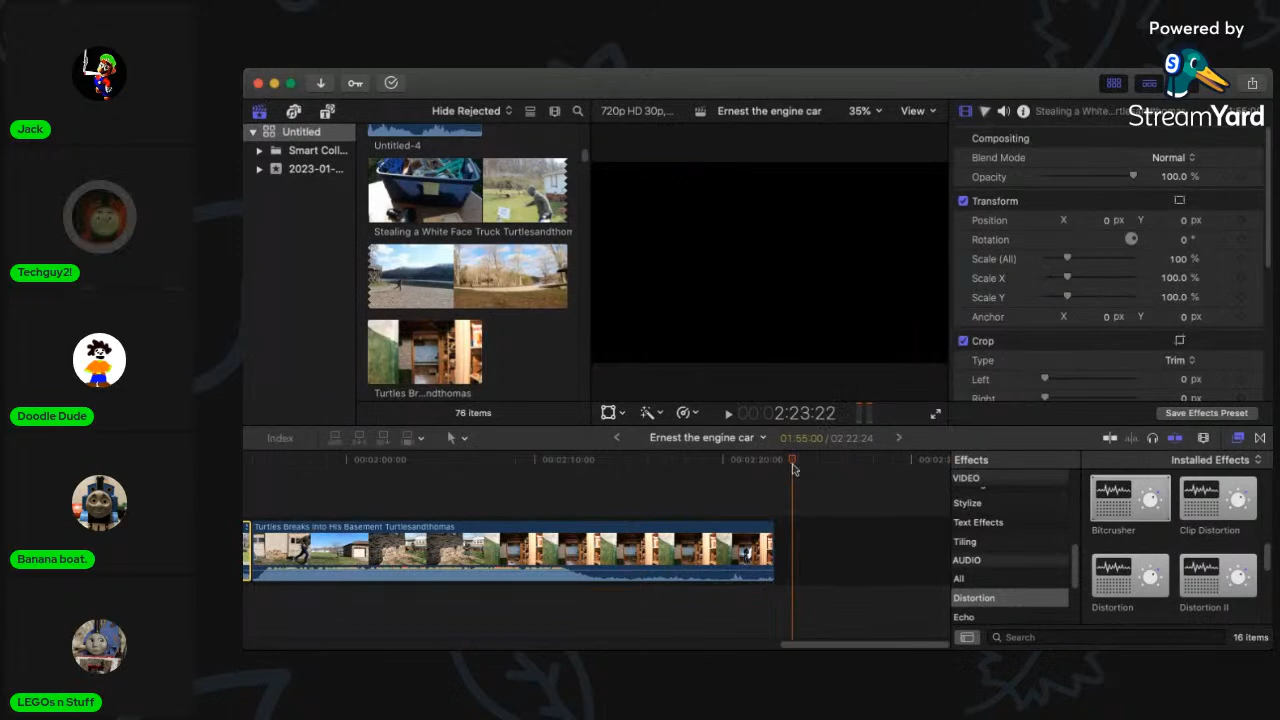 Powered by
StreamYard
Jack
Techguy2!
Doodle Dude
Banana boat.
LEGOs n Stuff
Hide Rejected
720p HD 30p,...
Ernest the engine car
35%
View
Stealing a White...
Untitled
Smart Coll...
2023-01-...
Untitled-4
Stealing a White Face Truck Turtlesandthom
Turtles Br...ndthomas
76 items
2:23:22
Compositing
Blend Mode
Normal
Opacity
100.0 %
Transform
Position
X
0 px
Y
0 px
Rotation
0 °
Scale (All)
100 %
Scale X
100.0 %
Scale Y
100.0 %
Anchor
X
0 px
Y
0 px
Crop
Type
Trim
Left
0 px
Right
0 px
Save Effects Preset
Index
Ernest the engine car
01:55:00 / 02:22:24
00:02:00:00
00:02:10:00
00:02:20:00
Turtles Breaks Into His Basement Turtlesandthomas
Effects
Installed Effects
VIDEO
Stylize
Text Effects
Tiling
AUDIO
All
Distortion
Echo
Bitcrusher
Clip Distortion
Distortion
Distortion II
Search
16 items